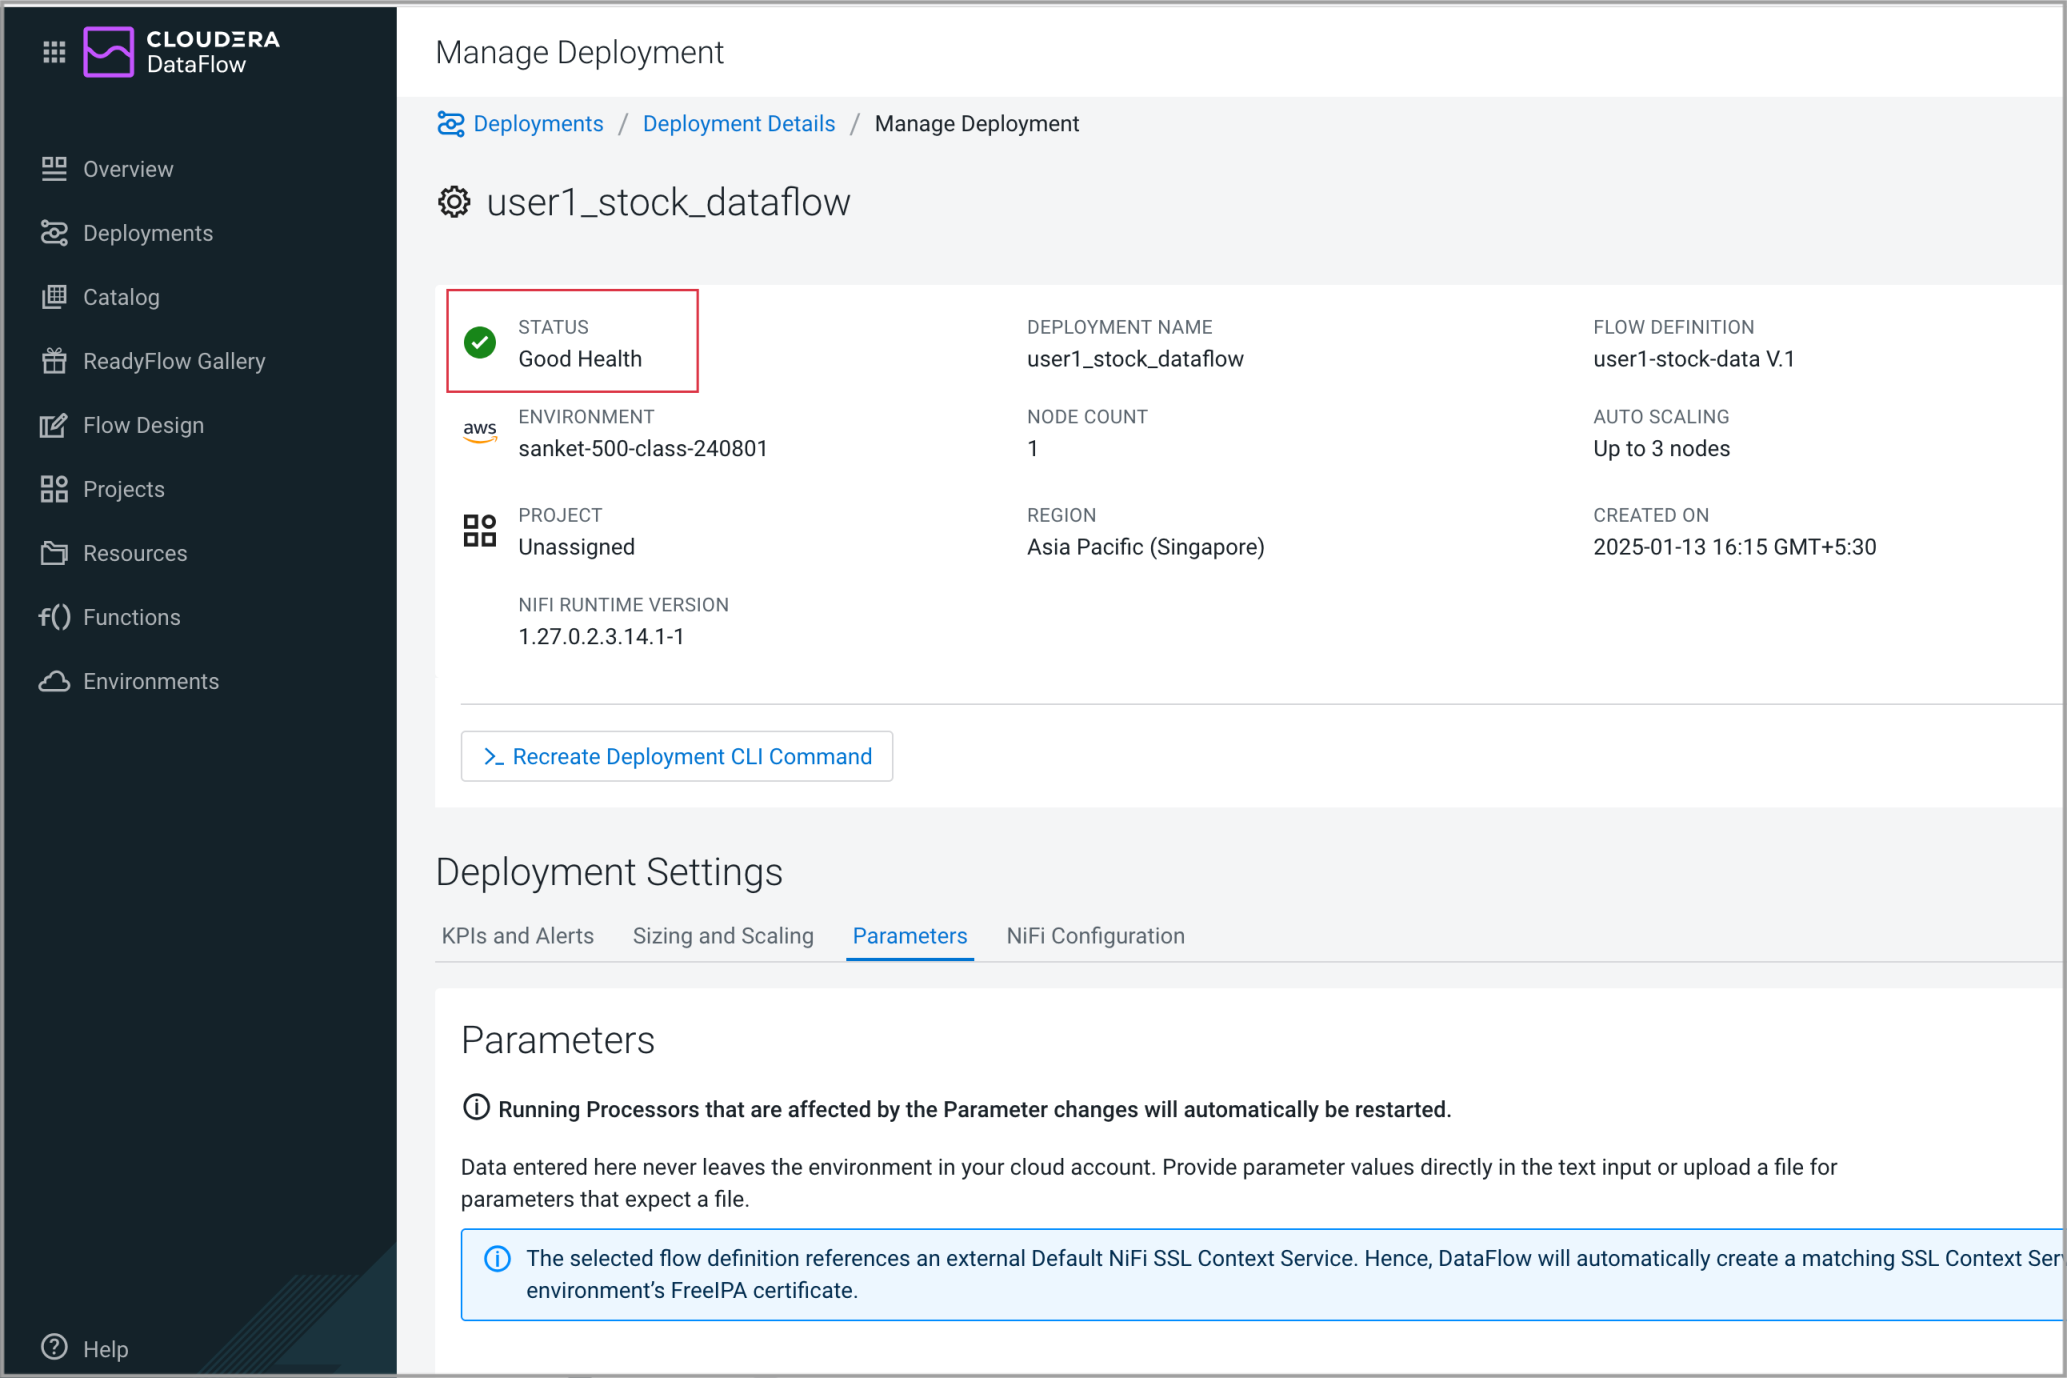 CLOUDERA
DataFlow
Overview
Deployments
Catalog
ReadyFlow Gallery
Flow Design
Projects
Resources
f() Functions
Environments
Help
Manage Deployment
Deployments / Deployment Details / Manage Deployment
user1_stock_dataflow
STATUS
Good Health
DEPLOYMENT NAME
user1_stock_dataflow
FLOW DEFINITION
user1-stock-data V.1
aws
ENVIRONMENT
sanket-500-class-240801
NODE COUNT
1
AUTO SCALING
Up to 3 nodes
PROJECT
Unassigned
REGION
Asia Pacific (Singapore)
CREATED ON
2025-01-13 16:15 GMT+5:30
NIFI RUNTIME VERSION
1.27.0.2.3.14.1-1
>_ Recreate Deployment CLI Command
Deployment Settings
KPIs and Alerts
Sizing and Scaling
Parameters
NiFi Configuration
Parameters
Running Processors that are affected by the Parameter changes will automatically be restarted.
Data entered here never leaves the environment in your cloud account. Provide parameter values directly in the text input or upload a file for
parameters that expect a file.
The selected flow definition references an external Default NiFi SSL Context Service. Hence, DataFlow will automatically create a matching SSL Context Ser
environment's FreeIPA certificate.